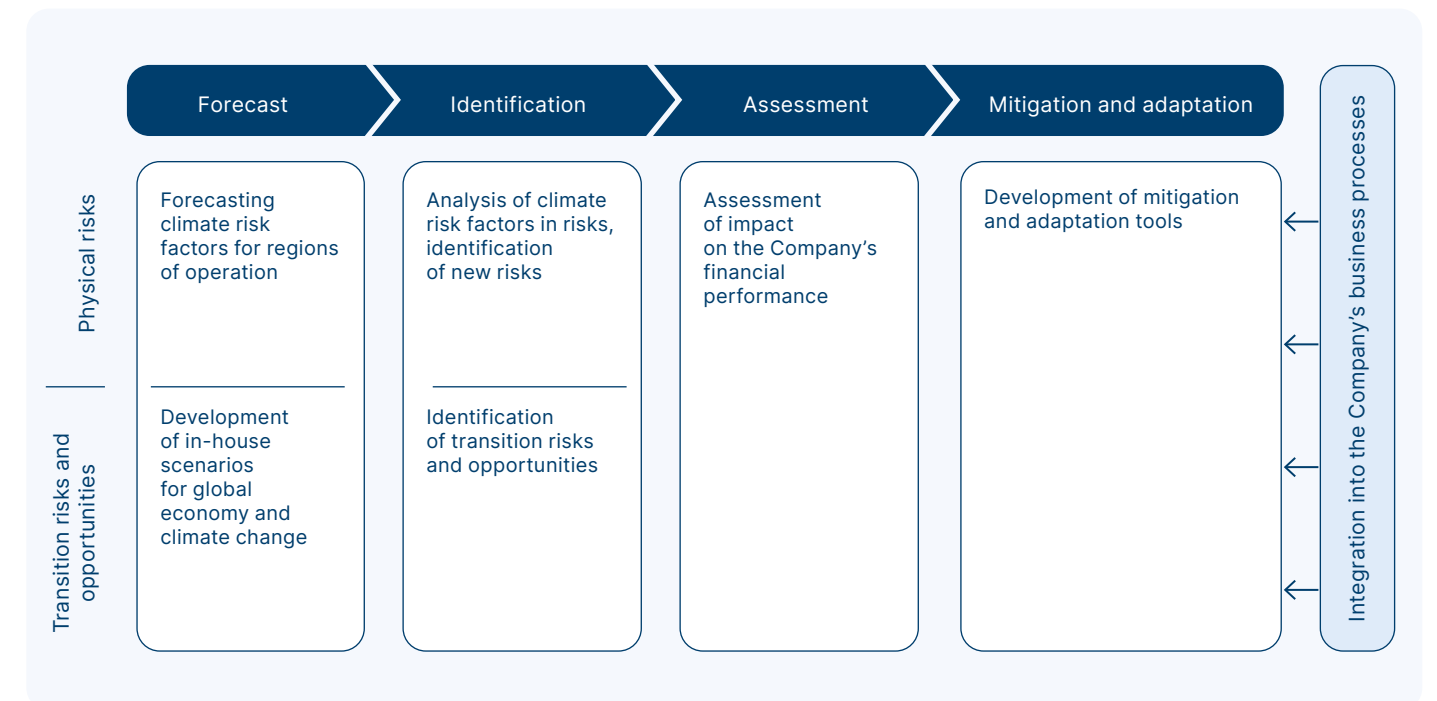 Forecast
Identification
Assessment
Mitigation and adaptation
Physical risks
Forecasting
climate risk
factors for regions
of operation
Analysis of climate
risk factors in risks,
identification
of new risks
Assessment
of impact
on the Company’s
financial
performance
Development of mitigation
and adaptation tools
Transition risks and
opportunities
Development
of in-house
scenarios
for global
economy and
climate change
Identification
of transition risks
and opportunities
Integration into the Company’s business processes